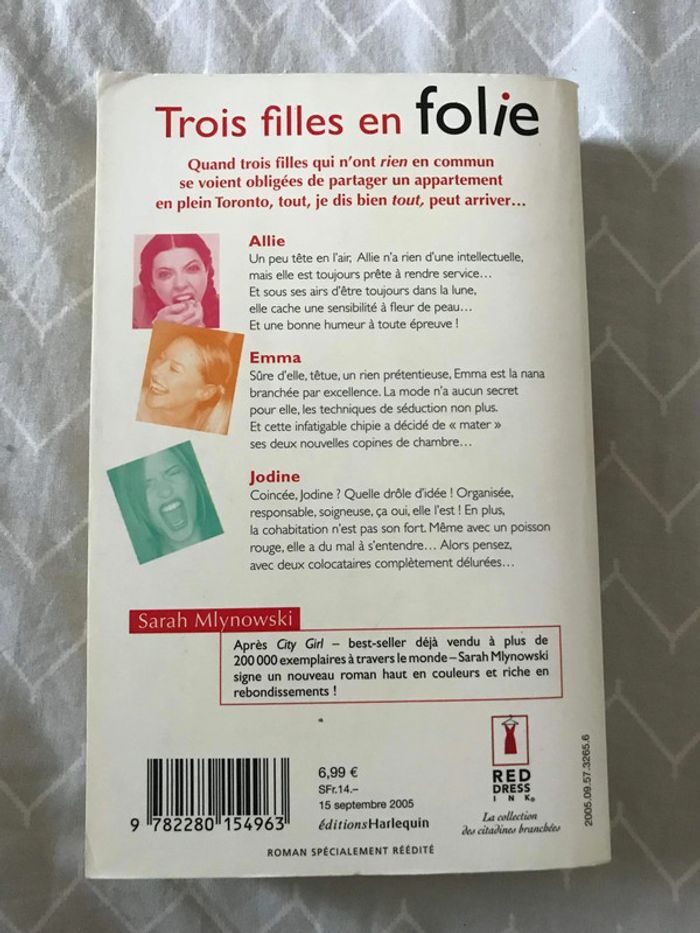 Trois filles en folie
Quand trois filles qui n'ont rien en commun
se voient obligées de partager un appartement
en plein Toronto, tout, je dis bien tout, peut arriver...
Allie
Un peu tête en l'air, Allie n'a rien d'une intellectuelle,
mais elle est toujours prête à rendre service...
Et sous ses airs d'être toujours dans la lune,
elle cache une sensibilité à fleur de peau...
Et une bonne humeur à toute épreuve !
Emma
Sûre d'elle, têtue, un rien prétentieuse, Emma est la nana
branchée par excellence. La mode n'a aucun secret
pour elle, les techniques de séduction non plus.
Et cette infatigable chipie a décidé de « mater »
ses deux nouvelles copines de chambre...
Jodine
Coincée, Jodine ? Quelle drôle d'idée ! Organisée,
responsable, soigneuse, ça oui, elle l'est ! En plus,
la cohabitation n'est pas son fort. Même avec un poisson
rouge, elle a du mal à s'entendre... Alors pensez,
avec deux colocataires complètement délurées...
Sarah Mlynowski
Après City Girl – best-seller déjà vendu à plus de
200 000 exemplaires à travers le monde – Sarah Mlynowski
signe un nouveau roman haut en couleurs et riche en
rebondissements !
9 782280 154963
6,99 €
SFr.14.–
15 septembre 2005
éditionsHarlequin
RED
DRESS
INK®
La collection
des citadines branchées
2005.09.57.3265.6
ROMAN SPÉCIALEMENT RÉÉDITÉ